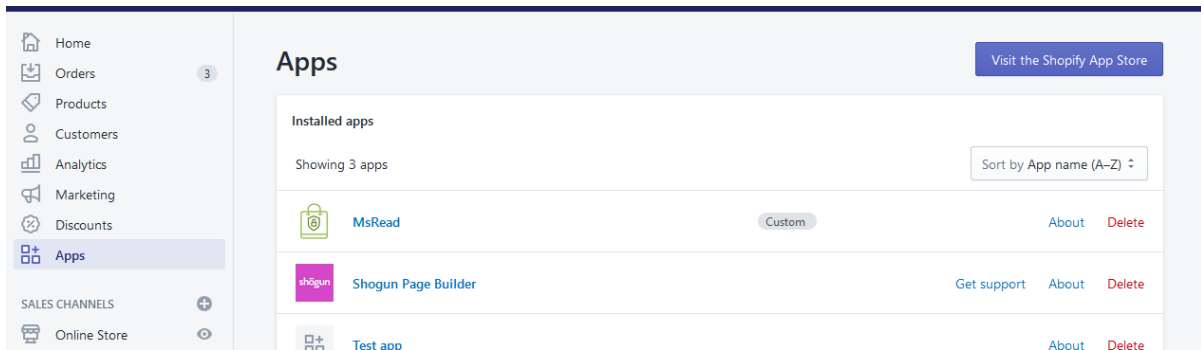 Home
Orders 3
Products
Customers
Analytics
Marketing
Discounts
Apps
SALES CHANNELS
Online Store
Apps
Visit the Shopify App Store
Installed apps
Showing 3 apps
Sort by App name (A–Z)
MsRead Custom About Delete
shōgun Shogun Page Builder Get support About Delete
Test app About Delete